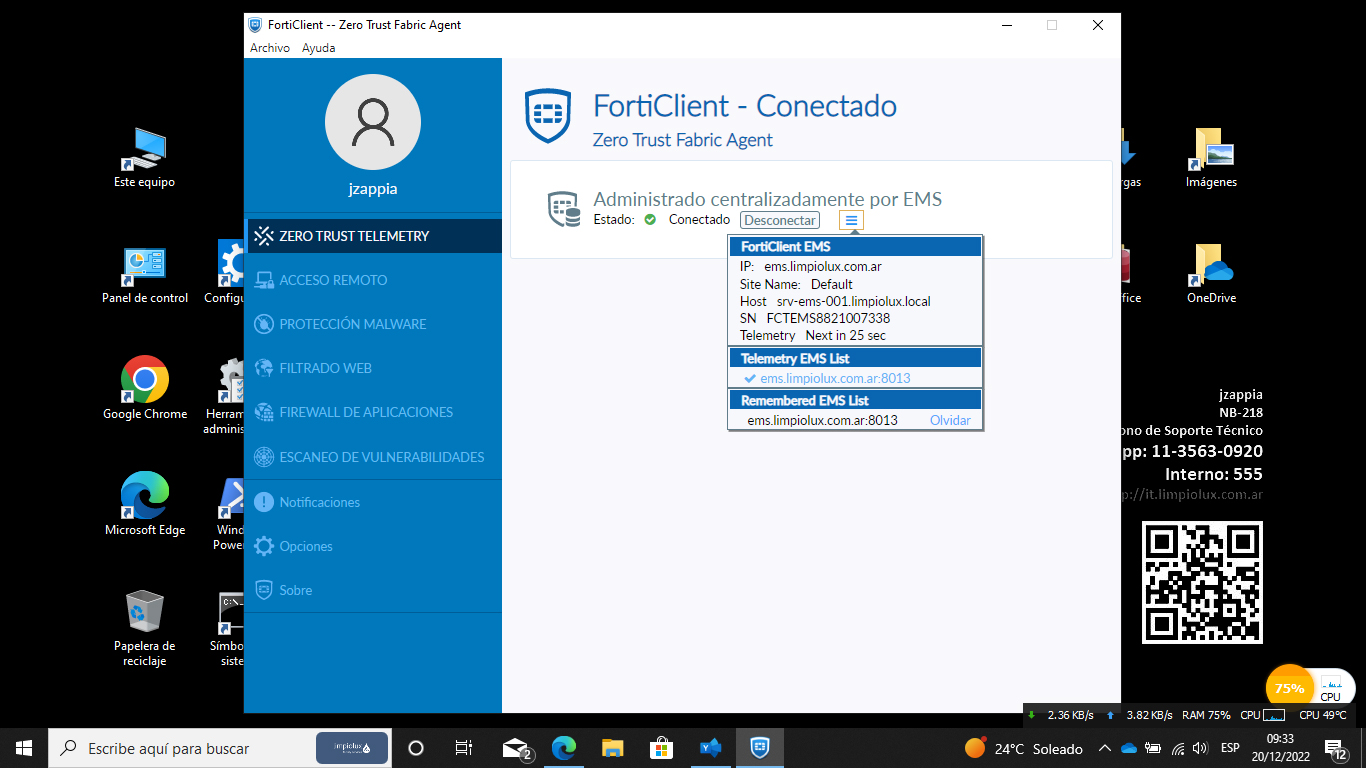 FortiClient -- Zero Trust Fabric Agent
Archivo Ayuda
jzappia
ZERO TRUST TELEMETRY
ACCESO REMOTO
PROTECCIÓN MALWARE
FILTRADO WEB
FIREWALL DE APLICACIONES
ESCANEO DE VULNERABILIDADES
Notificaciones
Opciones
Sobre
FortiClient - Conectado
Zero Trust Fabric Agent
Administrado centralizadamente por EMS
Estado: Conectado Desconectar
FortiClient EMS
IP: ems.limpiolux.com.ar
Site Name: Default
Host srv-ems-001.limpiolux.local
SN FCTEMS8821007338
Telemetry Next in 25 sec
Telemetry EMS List
ems.limpiolux.com.ar:8013
Remembered EMS List
ems.limpiolux.com.ar:8013 Olvidar
Este equipo
Panel de control
Configu
Google Chrome
Herram
adminis
Microsoft Edge
Wind
Power
Papelera de
reciclaje
Símbo
siste
rgas
Imágenes
fice
OneDrive
jzappia
NB-218
ono de Soporte Técnico
pp: 11-3563-0920
Interno: 555
p://it.limpiolux.com.ar
75%
CPU
2.36 KB/s 3.82 KB/s RAM 75% CPU CPU 49ºC
Escribe aquí para buscar
limpiolux
2
24°C Soleado
ESP
09:33
20/12/2022
12